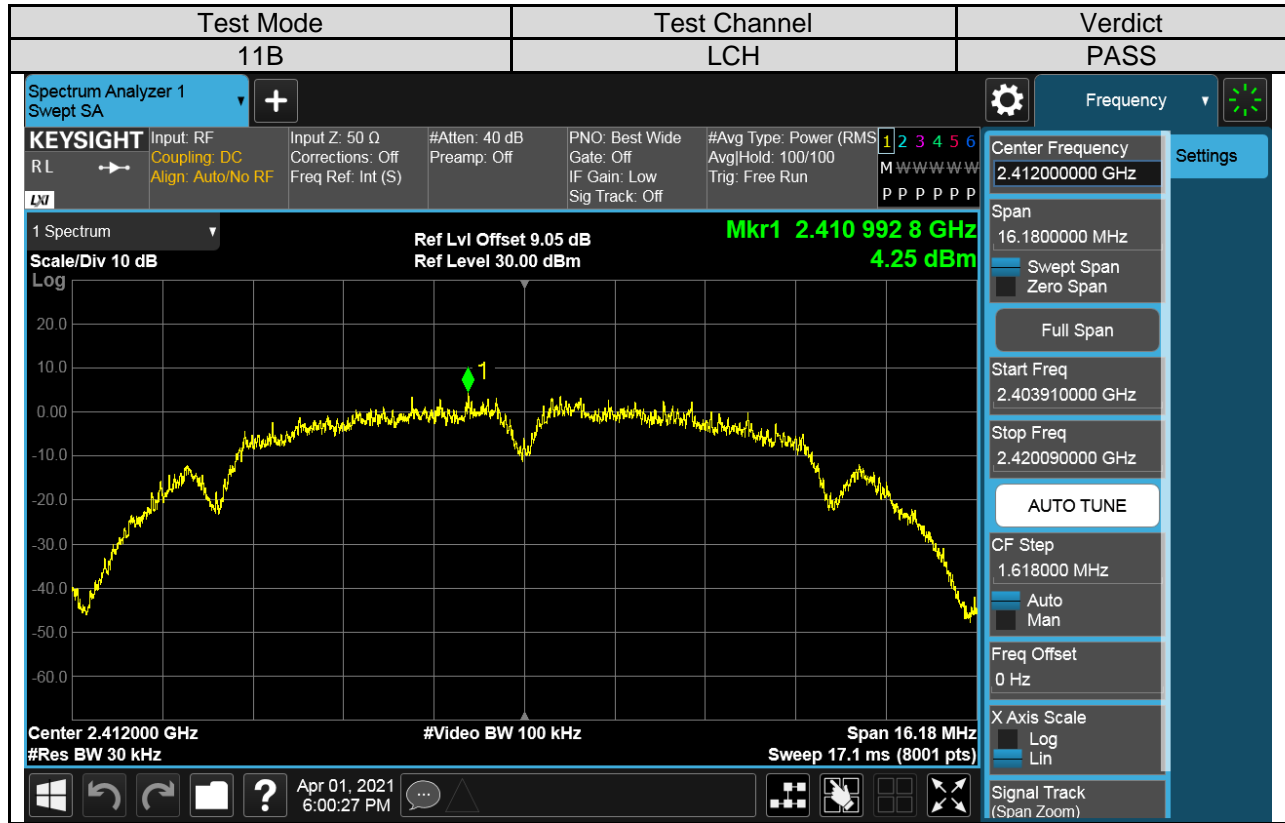 Test Mode Test Channel Verdict
11B LCH PASS
Spectrum Analyzer 1
Swept SA
Frequency
KEYSIGHT Input: RF Input Z: 50 Ω #Atten: 40 dB PNO: Best Wide #Avg Type: Power (RMS 1 2 3 4 5 6
RL Coupling: DC Corrections: Off Preamp: Off Gate: Off Avg|Hold: 100/100 M W W W W W
Align: Auto/No RF Freq Ref: Int (S) IF Gain: Low Trig: Free Run
LXI Sig Track: Off P P P P P P
1 Spectrum Ref Lvl Offset 9.05 dB Mkr1 2.410 992 8 GHz
Scale/Div 10 dB Ref Level 30.00 dBm 4.25 dBm
Log
20.0
10.0
1
0.00
-10.0
-20.0
-30.0
-40.0
-50.0
-60.0
Center 2.412000 GHz #Video BW 100 kHz Span 16.18 MHz
#Res BW 30 kHz Sweep 17.1 ms (8001 pts)
Center Frequency
2.412000000 GHz
Settings
Span
16.1800000 MHz
Swept Span
Zero Span
Full Span
Start Freq
2.403910000 GHz
Stop Freq
2.420090000 GHz
AUTO TUNE
CF Step
1.618000 MHz
Auto
Man
Freq Offset
0 Hz
X Axis Scale
Log
Lin
Signal Track
(Span Zoom)
? Apr 01, 2021
6:00:27 PM